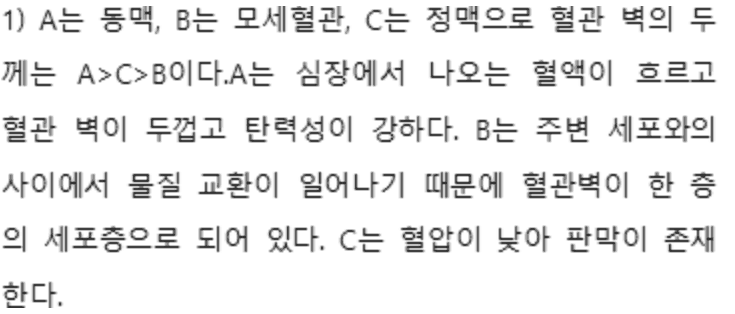 1) A는 동맥, B는 모세혈관, C는 정맥으로 혈관 벽의 두
께는 A>C>B이다.A는 심장에서 나오는 혈액이 흐르고
혈관 벽이 두껍고 탄력성이 강하다. B는 주변 세포와의
사이에서 물질 교환이 일어나기 때문에 혈관벽이 한 층
의 세포층으로 되어 있다. C는 혈압이 낮아 판막이 존재
한다.